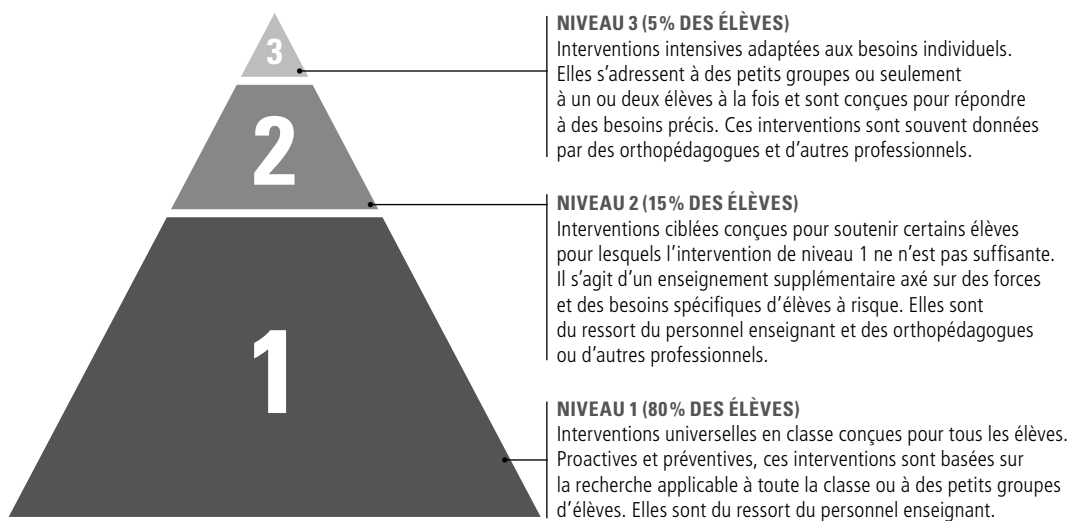 3
NIVEAU 3 (5 % DES ÉLÈVES)
Interventions intensives adaptées aux besoins individuels.
Elles s’adressent à des petits groupes ou seulement
à un ou deux élèves à la fois et sont conçues pour répondre
à des besoins précis. Ces interventions sont souvent données
par des orthopédagogues et d’autres professionnels.
2
NIVEAU 2 (15 % DES ÉLÈVES)
Interventions ciblées conçues pour soutenir certains élèves
pour lesquels l’intervention de niveau 1 ne n’est pas suffisante.
Il s’agit d’un enseignement supplémentaire axé sur des forces
et des besoins spécifiques d’élèves à risque. Elles sont
du ressort du personnel enseignant et des orthopédagogues
ou d’autres professionnels.
1
NIVEAU 1 (80 % DES ÉLÈVES)
Interventions universelles en classe conçues pour tous les élèves.
Proactives et préventives, ces interventions sont basées sur
la recherche applicable à toute la classe ou à des petits groupes
d’élèves. Elles sont du ressort du personnel enseignant.